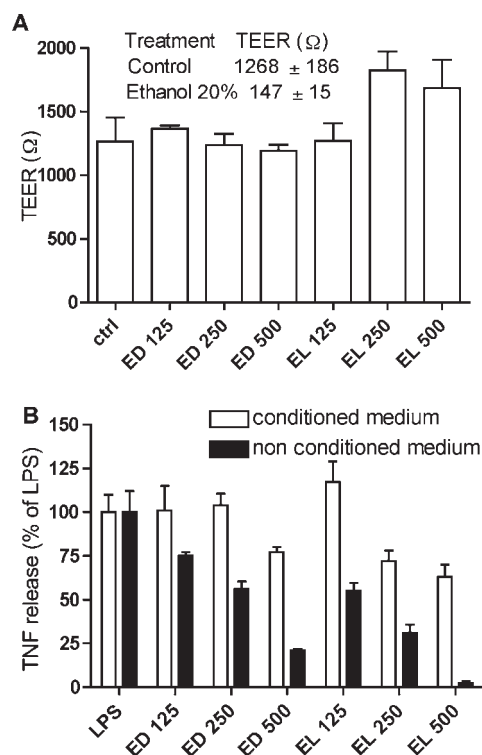 A
Treatment TEER (Ω)
Control 1268 ± 186
Ethanol 20% 147 ± 15
TEER (Ω)
2000
1500
1000
500
0
ctrl
ED 125
ED 250
ED 500
EL 125
EL 250
EL 500
B
conditioned medium
non conditioned medium
TNF release (% of LPS)
150
125
100
75
50
25
0
LPS
ED 125
ED 250
ED 500
EL 125
EL 250
EL 500